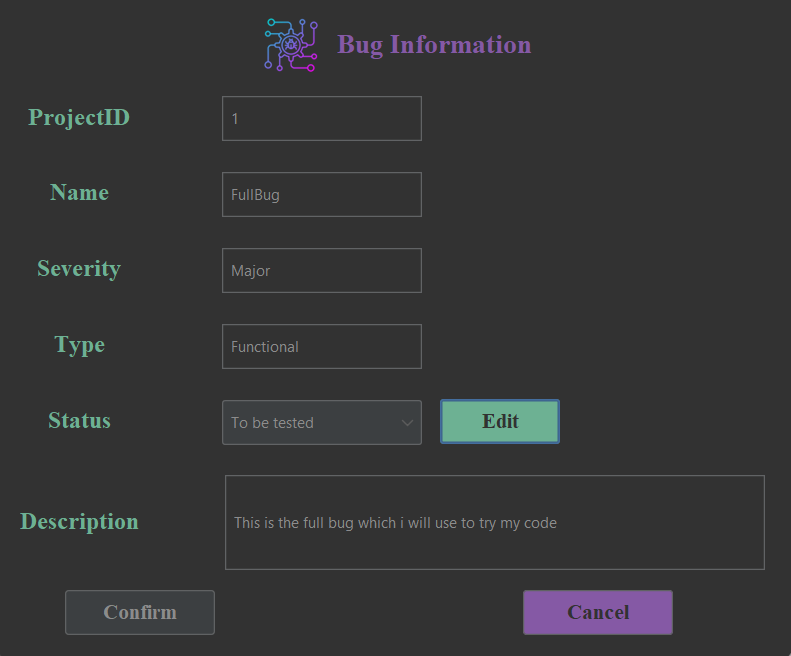 Bug Information
ProjectID 1
Name FullBug
Severity Major
Type Functional
Status To be tested Edit
Description This is the full bug which i will use to try my code
Confirm Cancel